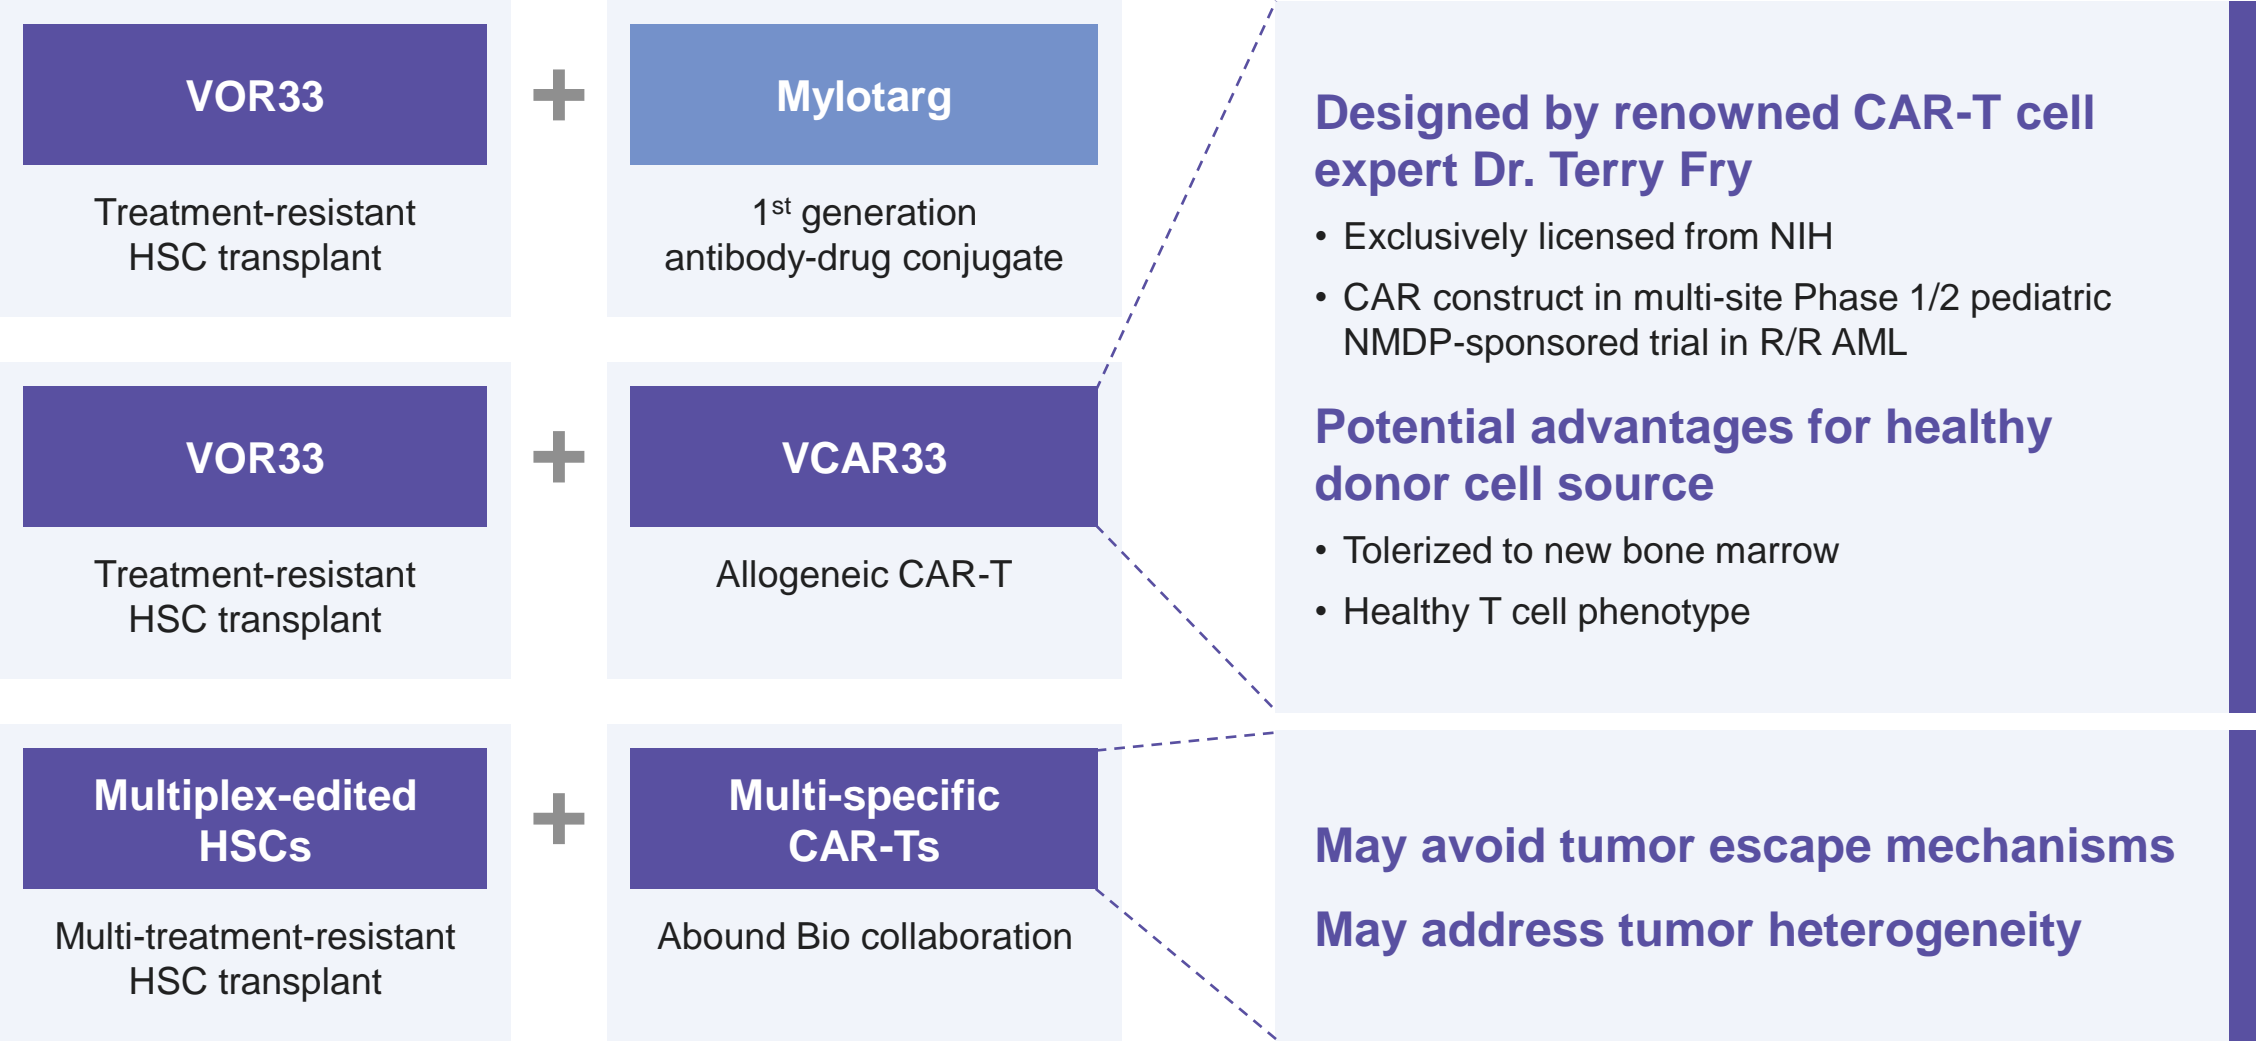 VOR33
+
Mylotarg
Treatment-resistant
HSC transplant
1st generation
antibody-drug conjugate
VOR33
+
VCAR33
Treatment-resistant
HSC transplant
Allogeneic CAR-T
Multiplex-edited
HSCs
+
Multi-specific
CAR-Ts
Multi-treatment-resistant
HSC transplant
Abound Bio collaboration
Designed by renowned CAR-T cell
expert Dr. Terry Fry
• Exclusively licensed from NIH
• CAR construct in multi-site Phase 1/2 pediatric
NMDP-sponsored trial in R/R AML
Potential advantages for healthy
donor cell source
• Tolerized to new bone marrow
• Healthy T cell phenotype
May avoid tumor escape mechanisms
May address tumor heterogeneity